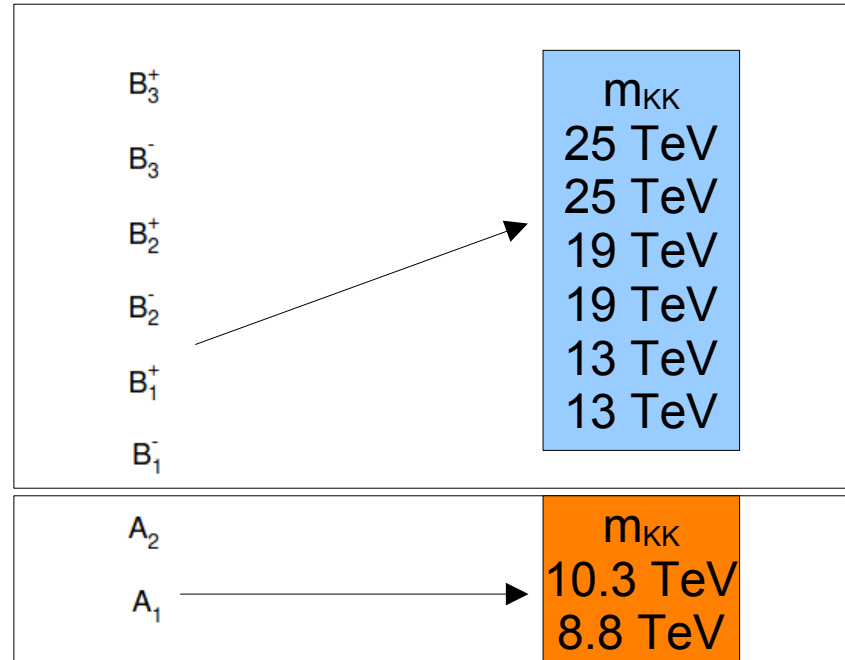 B₃⁺
B₃⁻
B₂⁺
B₂⁻
B₁⁺
B₁⁻
mKK
25 TeV
25 TeV
19 TeV
19 TeV
13 TeV
13 TeV
A₂
A₁
mKK
10.3 TeV
8.8 TeV